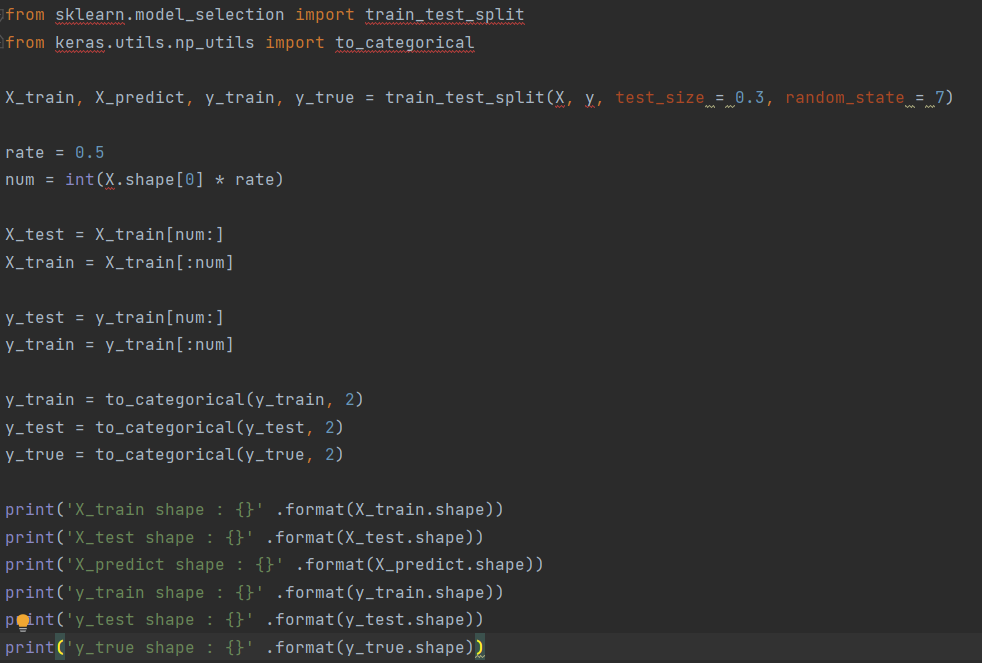 from sklearn.model_selection import train_test_split
from keras.utils.np_utils import to_categorical
X_train, X_predict, y_train, y_true = train_test_split(X, y, test_size = 0.3, random_state = 7)
rate = 0.5
num = int(X.shape[0] * rate)
X_test = X_train[num:]
X_train = X_train[:num]
y_test = y_train[num:]
y_train = y_train[:num]
y_train = to_categorical(y_train, 2)
y_test = to_categorical(y_test, 2)
y_true = to_categorical(y_true, 2)
print('X_train shape : {}' .format(X_train.shape))
print('X_test shape : {}' .format(X_test.shape))
print('X_predict shape : {}' .format(X_predict.shape))
print('y_train shape : {}' .format(y_train.shape))
print('y_test shape : {}' .format(y_test.shape))
print('y_true shape : {}' .format(y_true.shape))